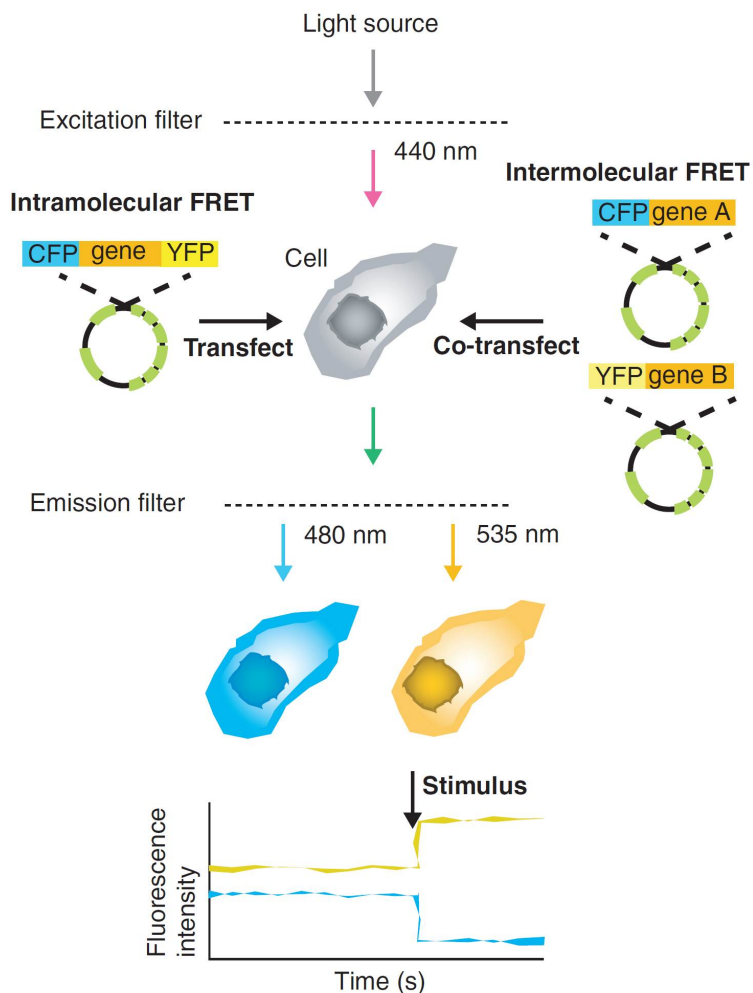 Light source
Excitation filter
440 nm
Intramolecular FRET
CFP gene YFP
Intermolecular FRET
CFP gene A
Cell
Transfect
Co-transfect
YFP gene B
Emission filter
480 nm
535 nm
Stimulus
Fluorescence
intensity
Time (s)